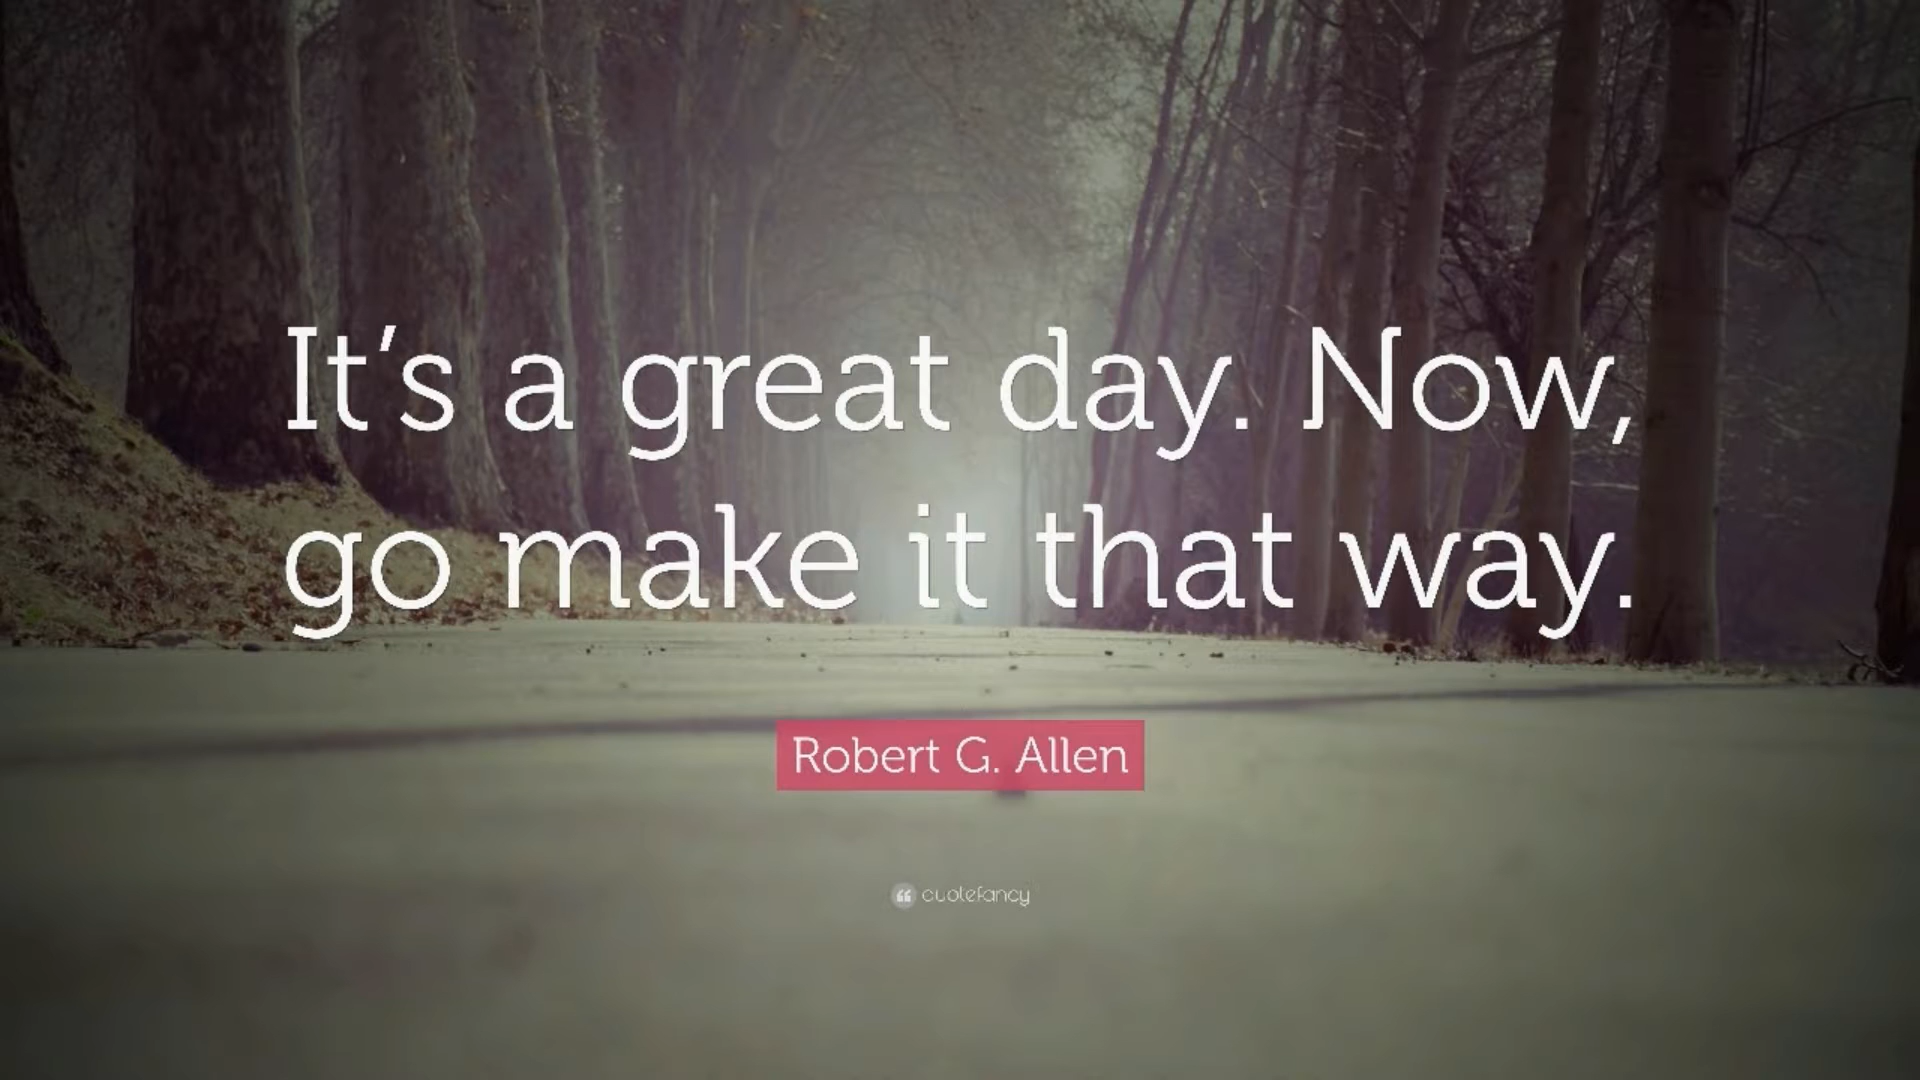 It’s a great day. Now,
go make it that way.
Robert G. Allen
quotefancy